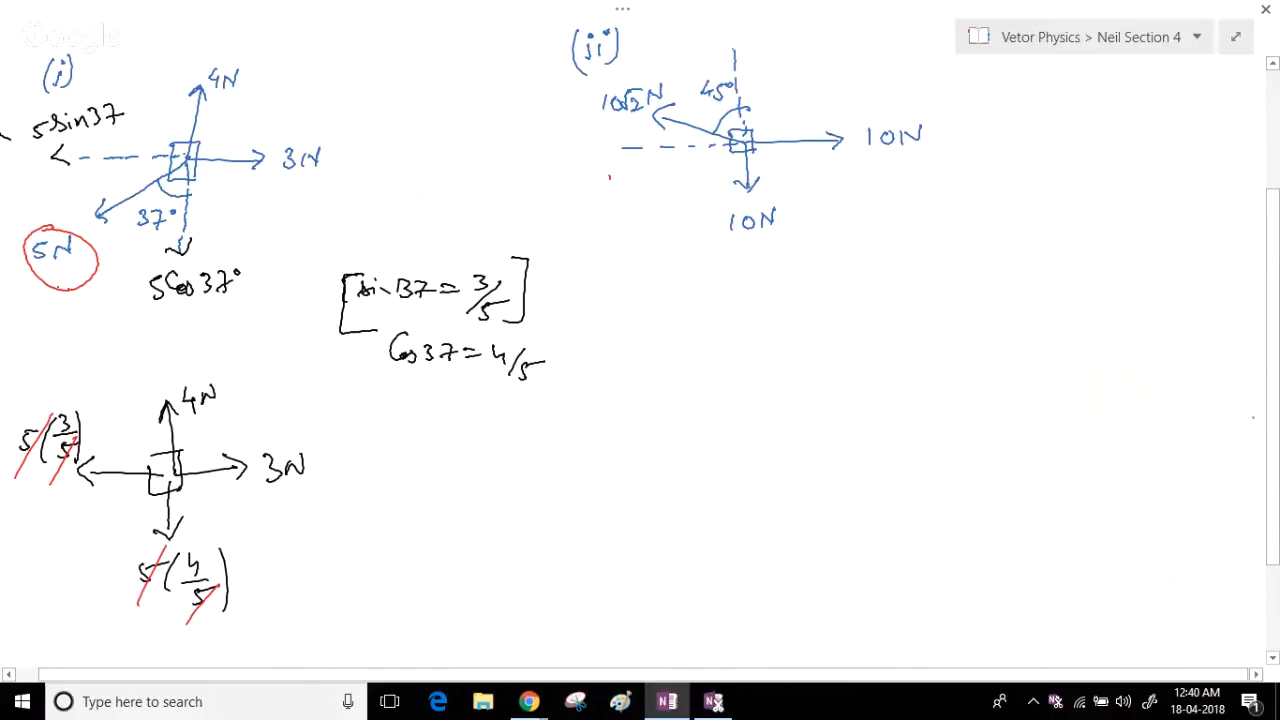 Google
Vetor Physics > Neil Section 4
(i)
4N
5sin37
3N
37°
5N
5Cos37°
(ii)
10√2N
45°
10N
10N
[sin37 = 3/5]
Cos37 = 4/5
4N
5(3/5)
3N
5(4/5)
Type here to search
12:40 AM
18-04-2018